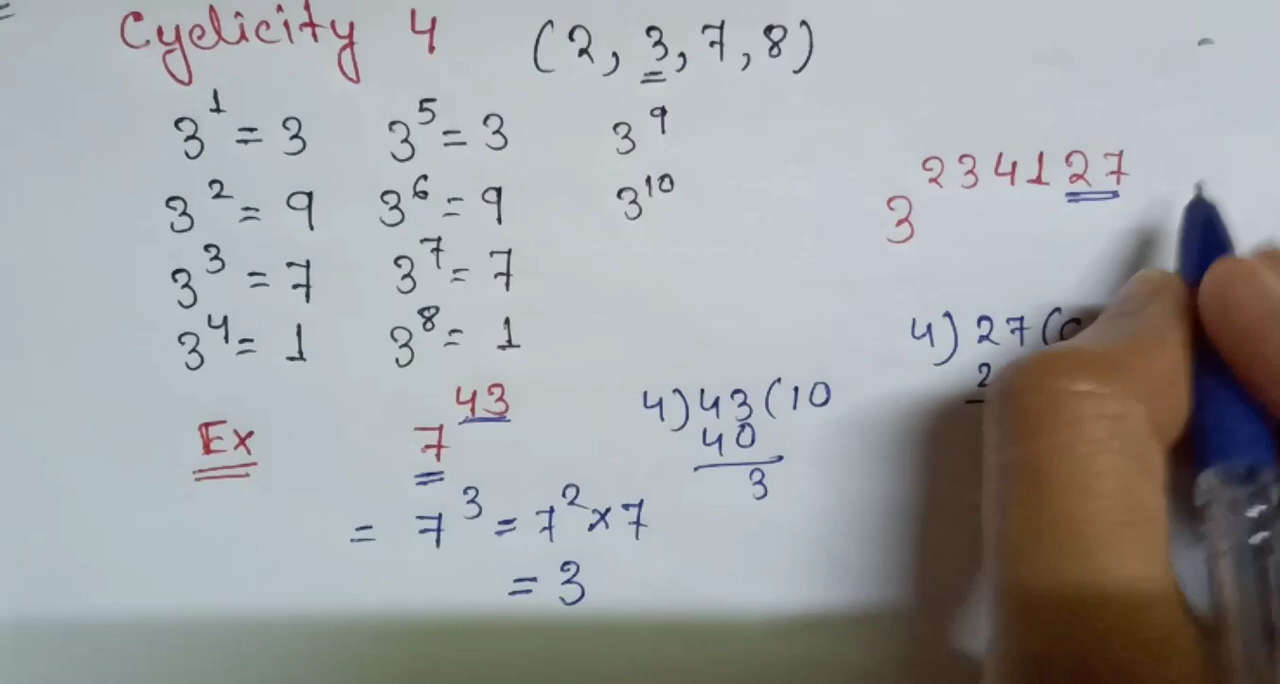 Cyclicity 4 (2, 3, 7, 8)
3^1 = 3
3^2 = 9
3^3 = 7
3^4 = 1
3^5 = 3
3^6 = 9
3^7 = 7
3^8 = 1
3^9
3^10
3^234127
4) 27 (
2
Ex 7^43
= 7^3 = 7^2 × 7
= 3
4) 43 ( 10
40
3